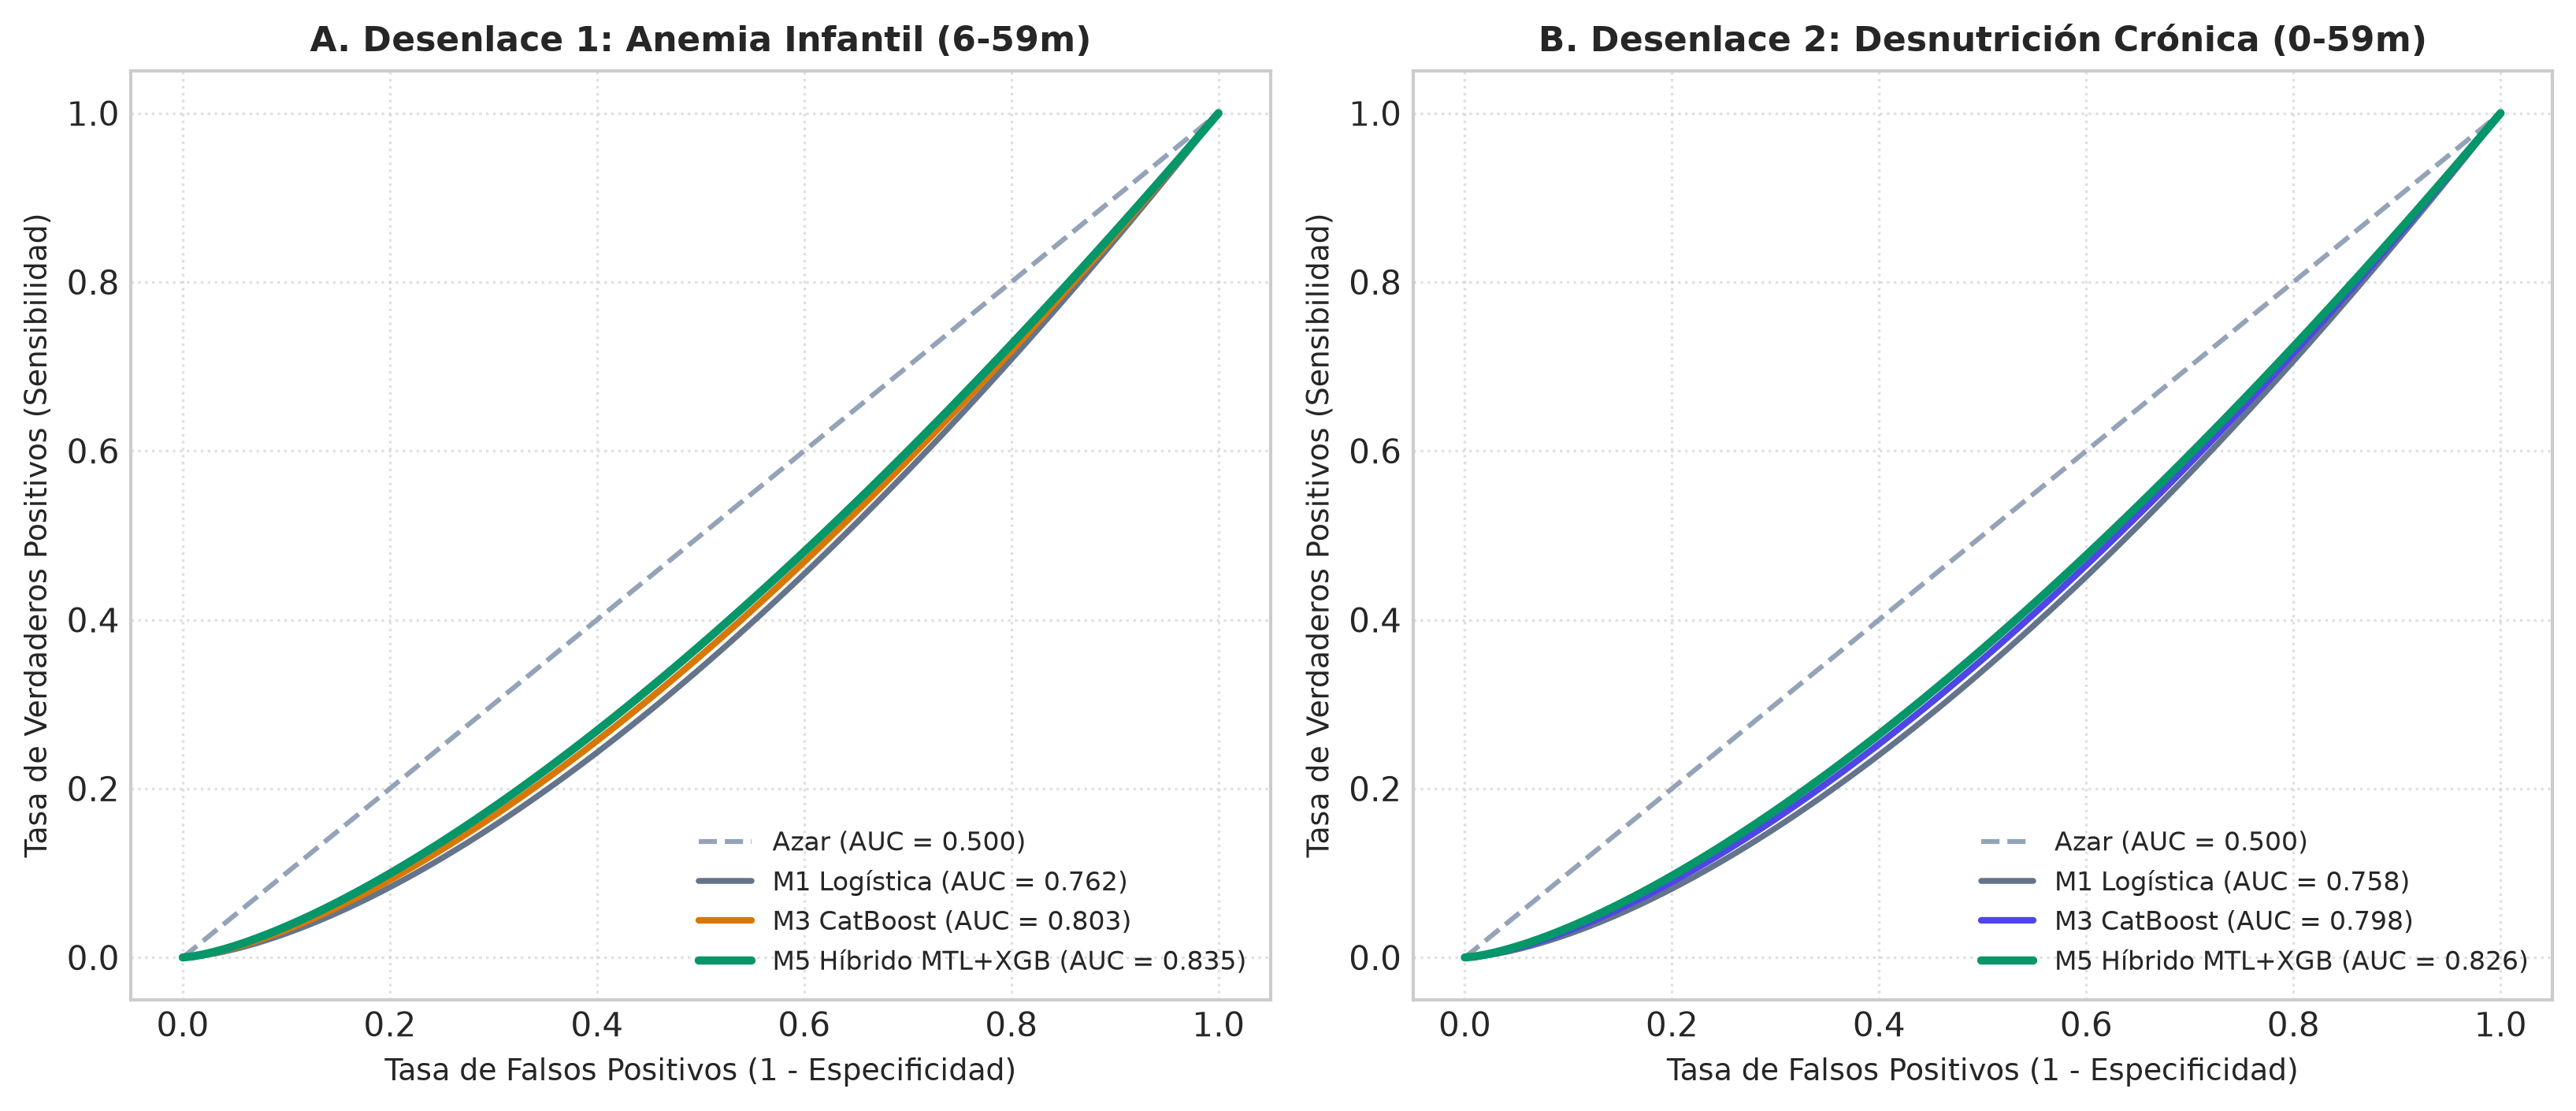 A. Desenlace 1: Anemia Infantil (6-59m)
Tasa de Verdaderos Positivos (Sensibilidad)
1.0
0.8
0.6
0.4
0.2
0.0
Azar (AUC = 0.500)
M1 Logística (AUC = 0.762)
M3 CatBoost (AUC = 0.803)
M5 Híbrido MTL+XGB (AUC = 0.835)
0.0 0.2 0.4 0.6 0.8 1.0
Tasa de Falsos Positivos (1 - Especificidad)
B. Desenlace 2: Desnutrición Crónica (0-59m)
Tasa de Verdaderos Positivos (Sensibilidad)
1.0
0.8
0.6
0.4
0.2
0.0
Azar (AUC = 0.500)
M1 Logística (AUC = 0.758)
M3 CatBoost (AUC = 0.798)
M5 Híbrido MTL+XGB (AUC = 0.826)
0.0 0.2 0.4 0.6 0.8 1.0
Tasa de Falsos Positivos (1 - Especificidad)